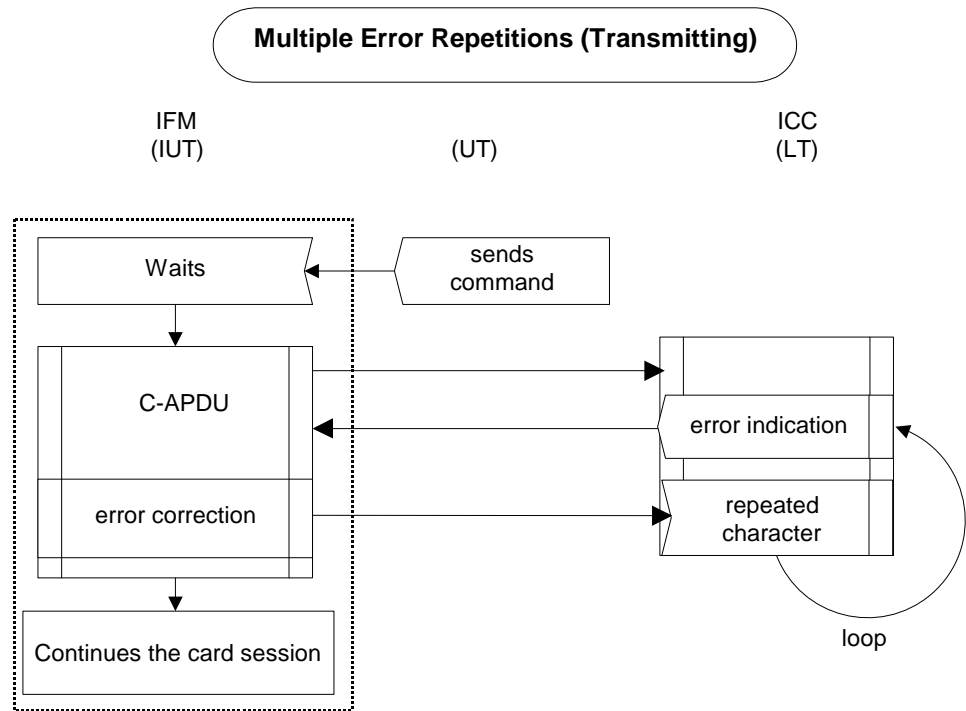 Multiple Error Repetitions (Transmitting)
IFM
(IUT)
(UT)
ICC
(LT)
Waits
sends
command
C-APDU
error indication
error correction
repeated
character
Continues the card session
loop